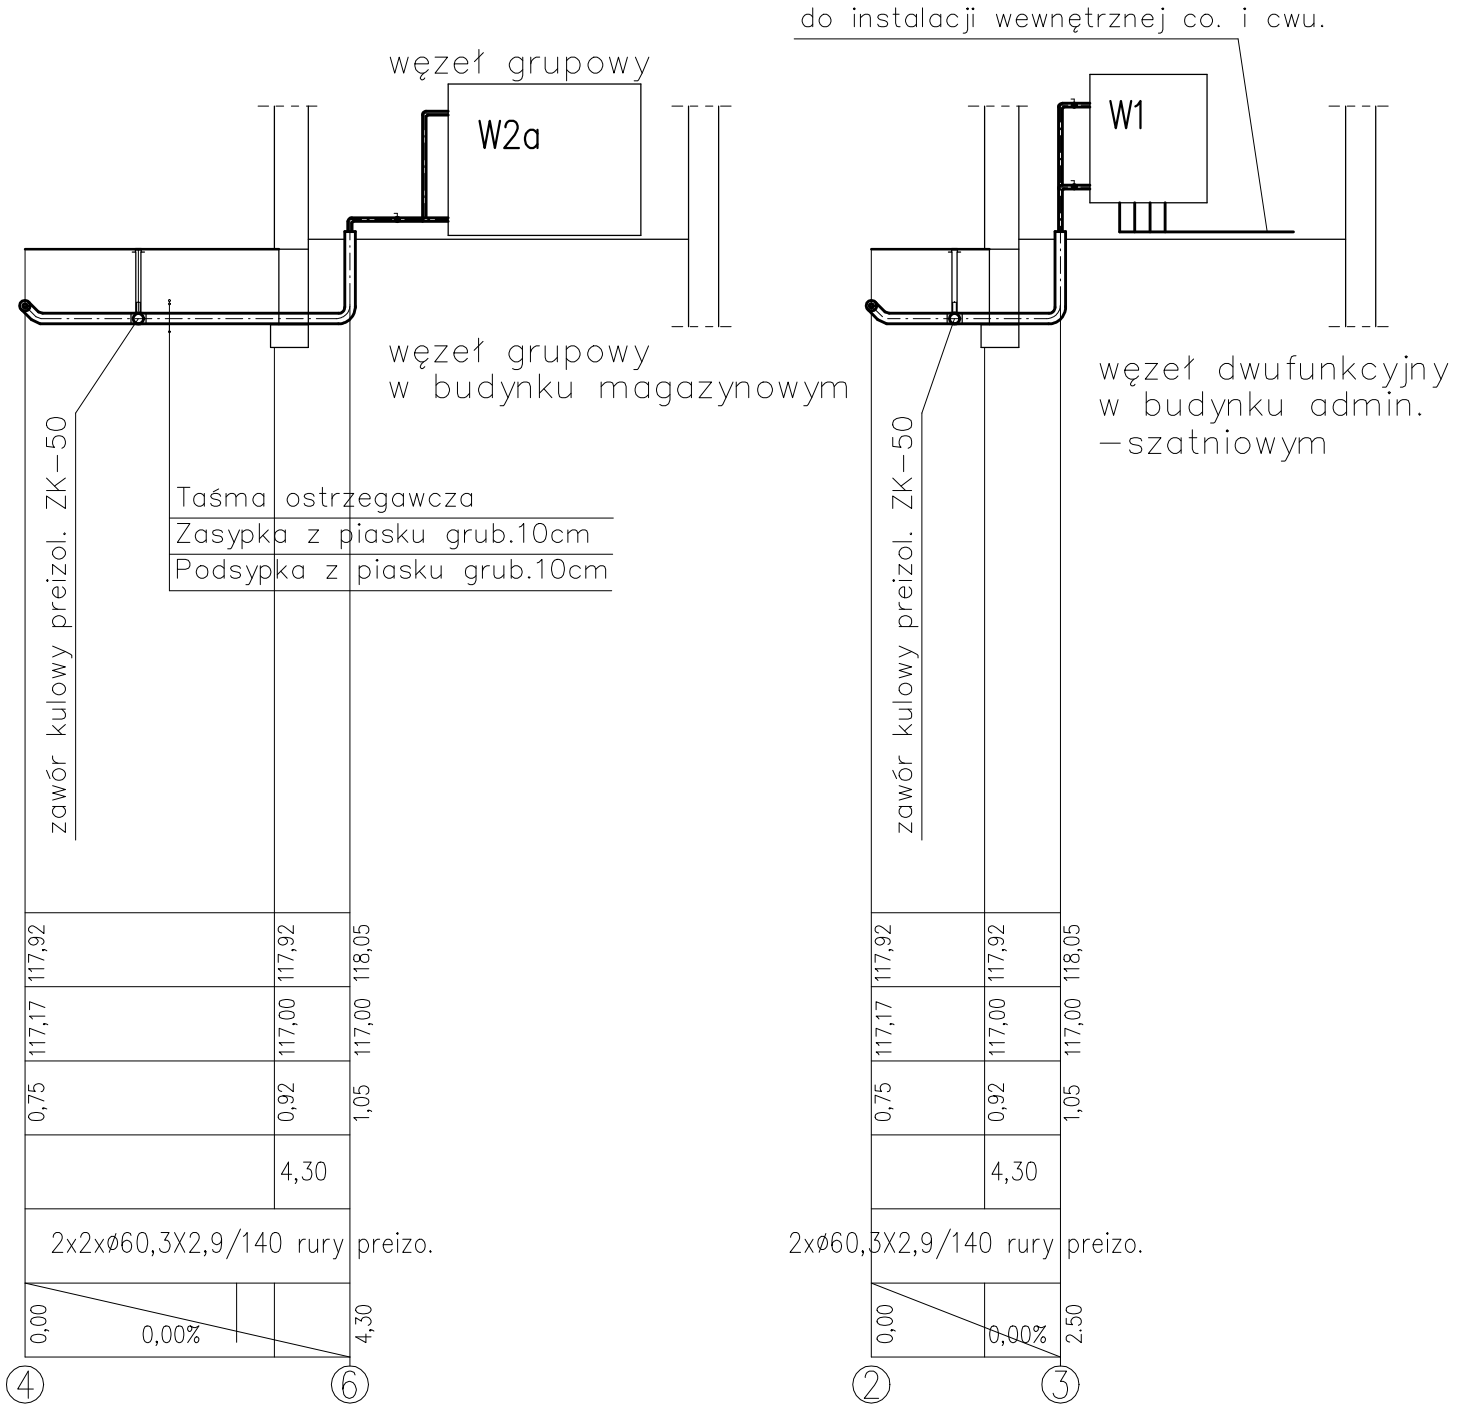 do instalacji wewnętrznej co. i cwu.
węzeł grupowy
W2a
W1
węzeł grupowy
w budynku magazynowym
węzeł dwufunkcyjny
w budynku admin.
-szatniowym
zawór kulowy preizol. ZK-50
Taśma ostrzegawcza
Zasypka z piasku grub.10cm
Podsypka z piasku grub.10cm
zawór kulowy preizol. ZK-50
117,92
117,92
118,05
117,17
117,00
117,00
0,75
0,92
1,05
4,30
2x2xø60,3X2,9/140 rury preizo.
0,00
0,00%
4,30
4
6
117,92
117,92
118,05
117,17
117,00
117,00
0,75
0,92
1,05
4,30
2xø60,3X2,9/140 rury preizo.
0,00
0,00%
2.50
2
3